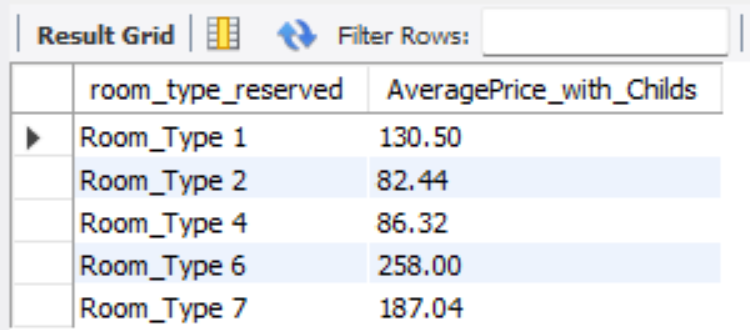 Result Grid Filter Rows:
room_type_reserved AveragePrice_with_Childs
Room_Type 1 130.50
Room_Type 2 82.44
Room_Type 4 86.32
Room_Type 6 258.00
Room_Type 7 187.04